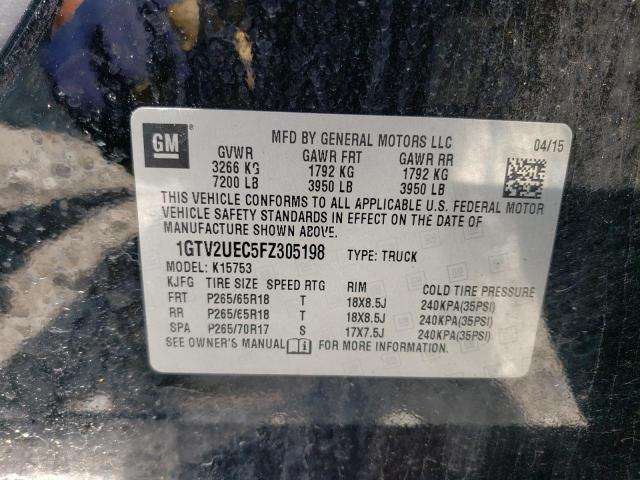 GM
MFD BY GENERAL MOTORS LLC
04/15
GVWR GAWR FRT GAWR RR
3266 KG 1792 KG 1792 KG
7200 LB 3950 LB 3950 LB
THIS VEHICLE CONFORMS TO ALL APPLICABLE U.S. FEDERAL MOTOR
VEHICLE SAFETY STANDARDS IN EFFECT ON THE DATE OF
MANUFACTURE SHOWN ABOVE.
1GTV2UEC5FZ305198 TYPE: TRUCK
MODEL: K15753
KJFG TIRE SIZE SPEED RTG RIM COLD TIRE PRESSURE
FRT P265/65R18 T 18X8.5J 240KPA(35PSI)
RR P265/65R18 T 18X8.5J 240KPA(35PSI)
SPA P265/70R17 S 17X7.5J 240KPA(35PSI)
SEE OWNER'S MANUAL FOR MORE INFORMATION.